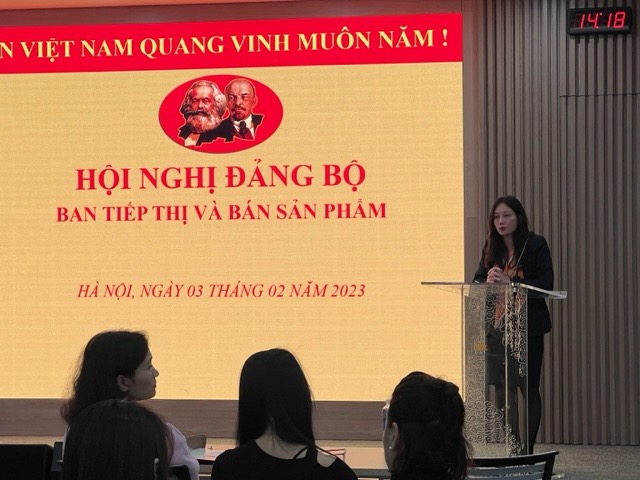 N VIỆT NAM QUANG VINH MUÔN NĂM !
14:18
HỘI NGHỊ ĐẢNG BỘ
BAN TIẾP THỊ VÀ BÁN SẢN PHẨM
HÀ NỘI, NGÀY 03 THÁNG 02 NĂM 2023